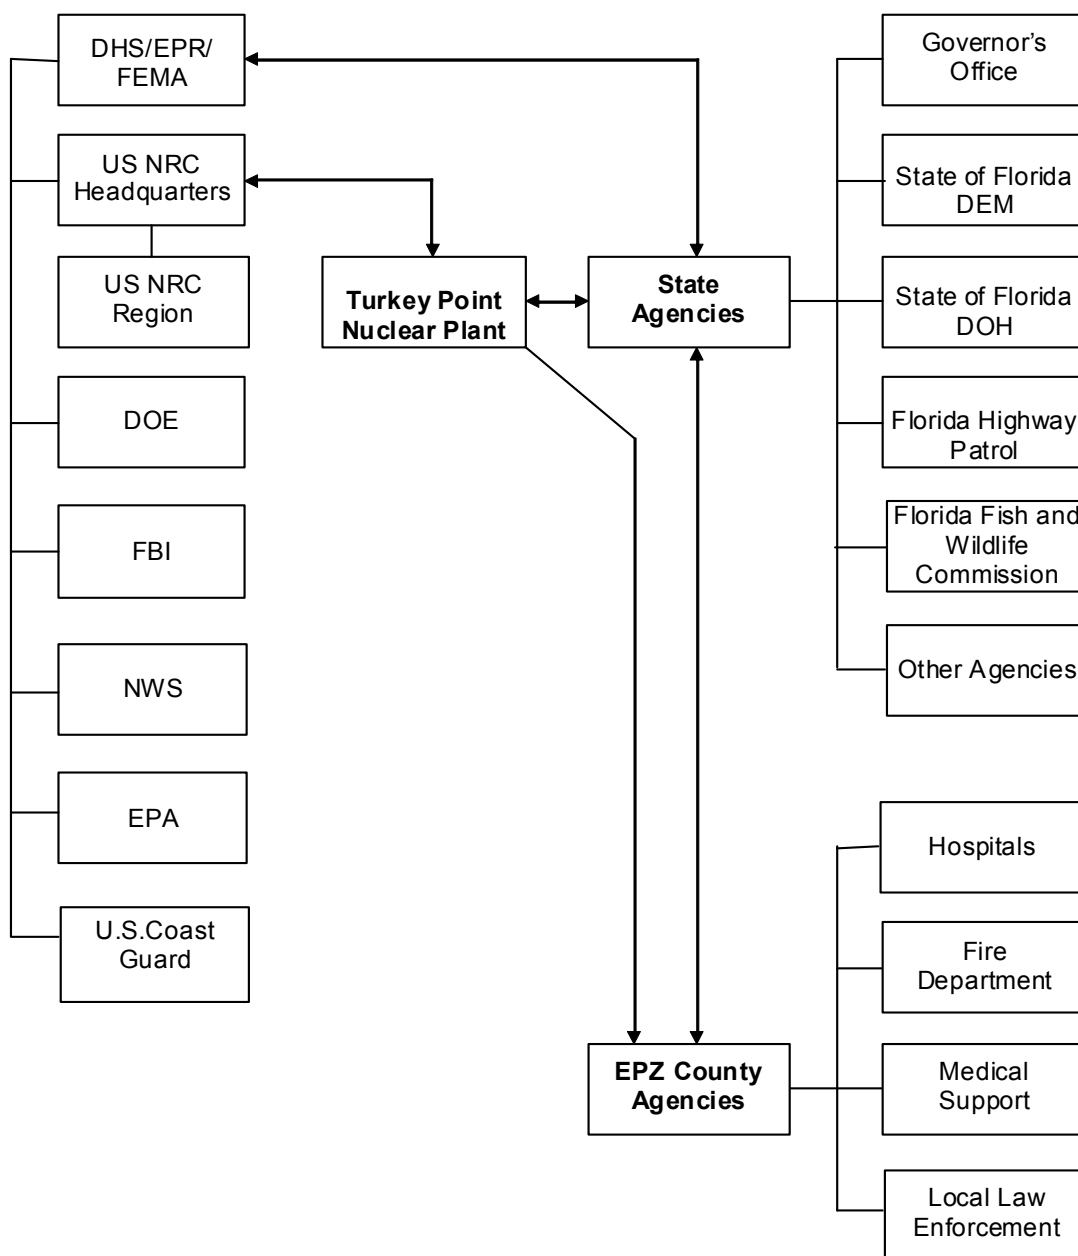 DHS/EPR/
FEMA
US NRC
Headquarters
US NRC
Region
DOE
FBI
NWS
EPA
U.S.Coast
Guard
Turkey Point
Nuclear Plant
State
Agencies
EPZ County
Agencies
Governor's
Office
State of Florida
DEM
State of Florida
DOH
Florida Highway
Patrol
Florida Fish and
Wildlife
Commission
Other Agencies
Hospitals
Fire
Department
Medical
Support
Local Law
Enforcement